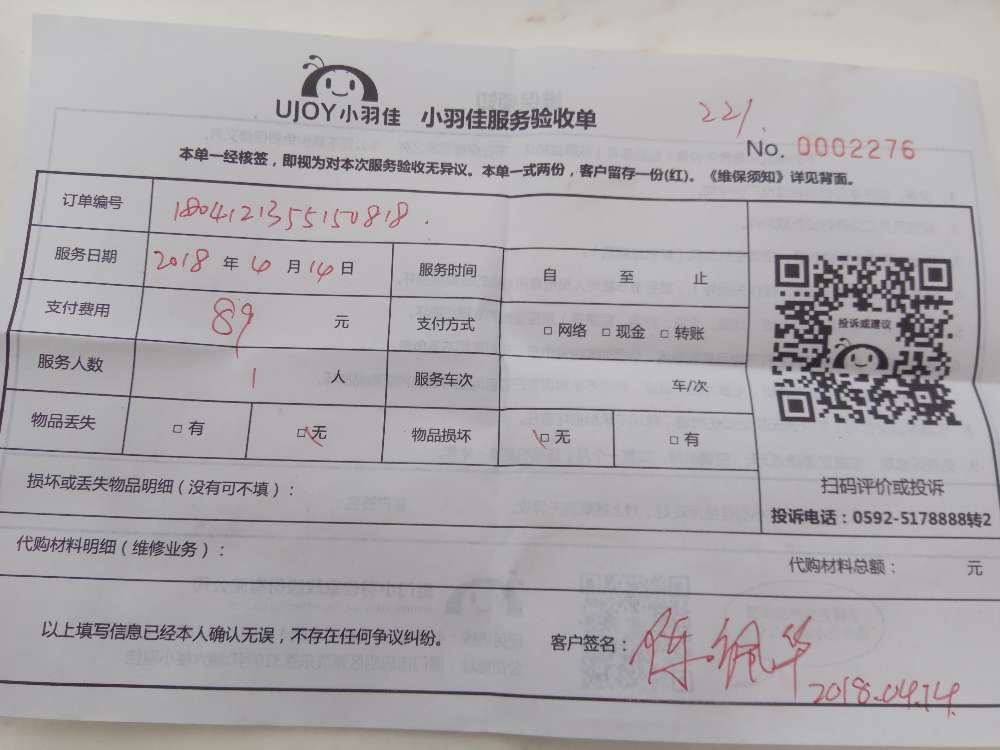 UJOY小羽佳 小羽佳服务验收单
221.
No. 0002276
本单一经核签，即视为对本次服务验收无异议。本单一式两份，客户留存一份(红)。《维保须知》详见背面。
订单编号 1804121355150818.
服务日期 2018 年 4 月 14 日 服务时间 自 至 止
支付费用 89 元 支付方式 □ 网络 □ 现金 □ 转账
投诉或建议
服务人数 1 人 服务车次 车/次
物品丢失 □ 有 □ 无 物品损坏 □ 无 □ 有
损坏或丢失物品明细（没有可不填）：
扫码评价或投诉
投诉电话：0592-5178888转2
代购材料明细（维修业务）：
代购材料总额： 元
以上填写信息已经本人确认无误，不存在任何争议纠纷。
客户签名：陈佩华
2018.04.14.